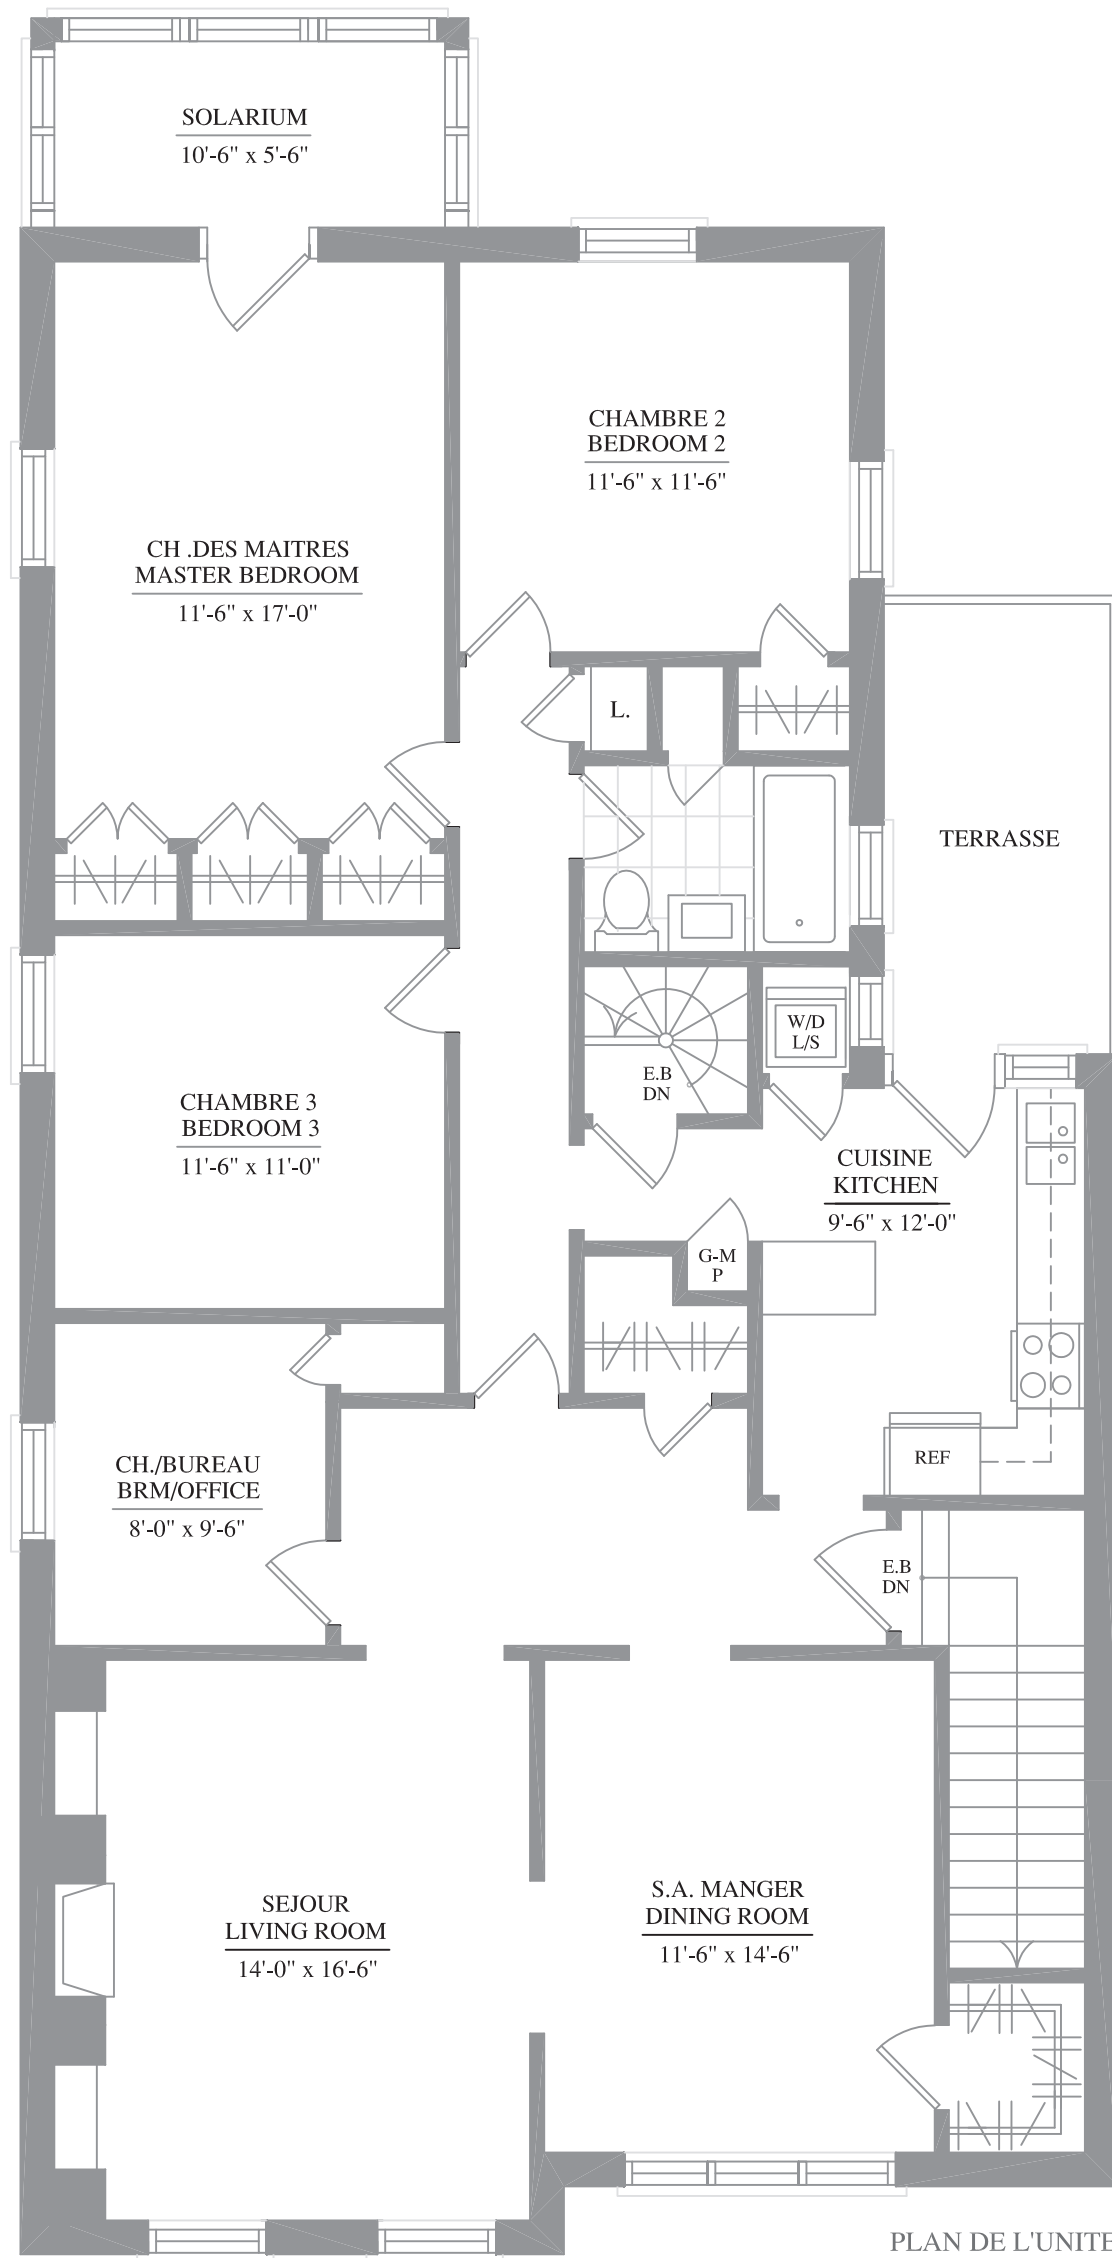 SOLARIUM
10'-6" x 5'-6"
CHAMBRE 2
BEDROOM 2
11'-6" x 11'-6"
CH .DES MAITRES
MASTER BEDROOM
11'-6" x 17'-0"
L.
TERRASSE
W/D
L/S
E.B
DN
CHAMBRE 3
BEDROOM 3
11'-6" x 11'-0"
CUISINE
KITCHEN
9'-6" x 12'-0"
G-M
P
CH./BUREAU
BRM/OFFICE
8'-0" x 9'-6"
REF
E.B
DN
SEJOUR
LIVING ROOM
14'-0" x 16'-6"
S.A. MANGER
DINING ROOM
11'-6" x 14'-6"
PLAN DE L'UNITE